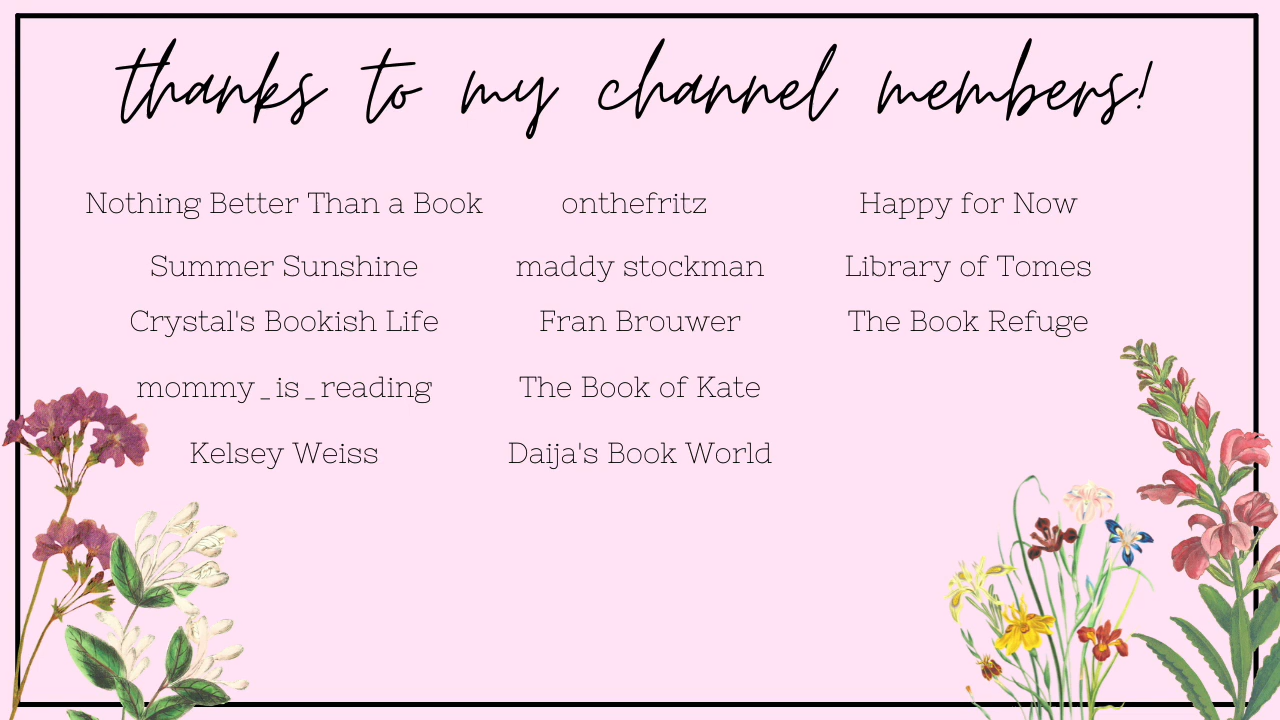 thanks to my channel members!
Nothing Better Than a Book
Summer Sunshine
Crystal's Bookish Life
mommy_is_reading
Kelsey Weiss
onthefritz
maddy stockman
Fran Brouwer
The Book of Kate
Daija's Book World
Happy for Now
Library of Tomes
The Book Refuge